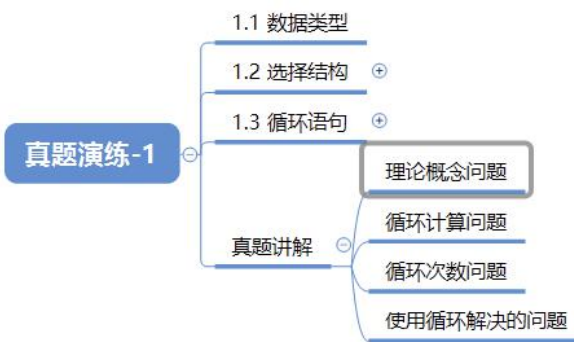 真题演练-1
1.1 数据类型
1.2 选择结构
1.3 循环语句
真题讲解
理论概念问题
循环计算问题
循环次数问题
使用循环解决的问题